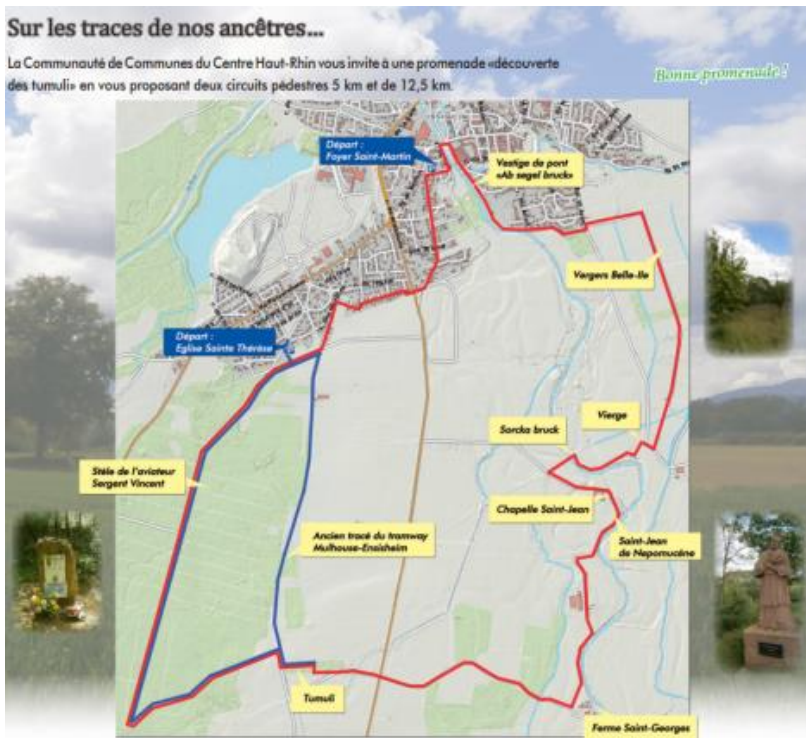 Sur les traces de nos ancêtres...
La Communauté de Communes du Centre Haut-Rhin vous invite à une promenade «découverte
des tumuli» en vous proposant deux circuits pédestres 5 km et de 12,5 km.
Bonne promenade !
Départ :
Foyer Saint-Martin
Vestige de pont
«Ab segel bruck»
Vergers Belle-Ile
Départ :
Eglise Sainte Thérèse
Vierge
Sorcka bruck
Stèle de l'aviateur
Sergent Vincent
Chapelle Saint-Jean
Ancien tracé du tramway
Mulhouse-Ensisheim
Saint-Jean
de Nepomucène
Tumuli
Ferme Saint-Georges